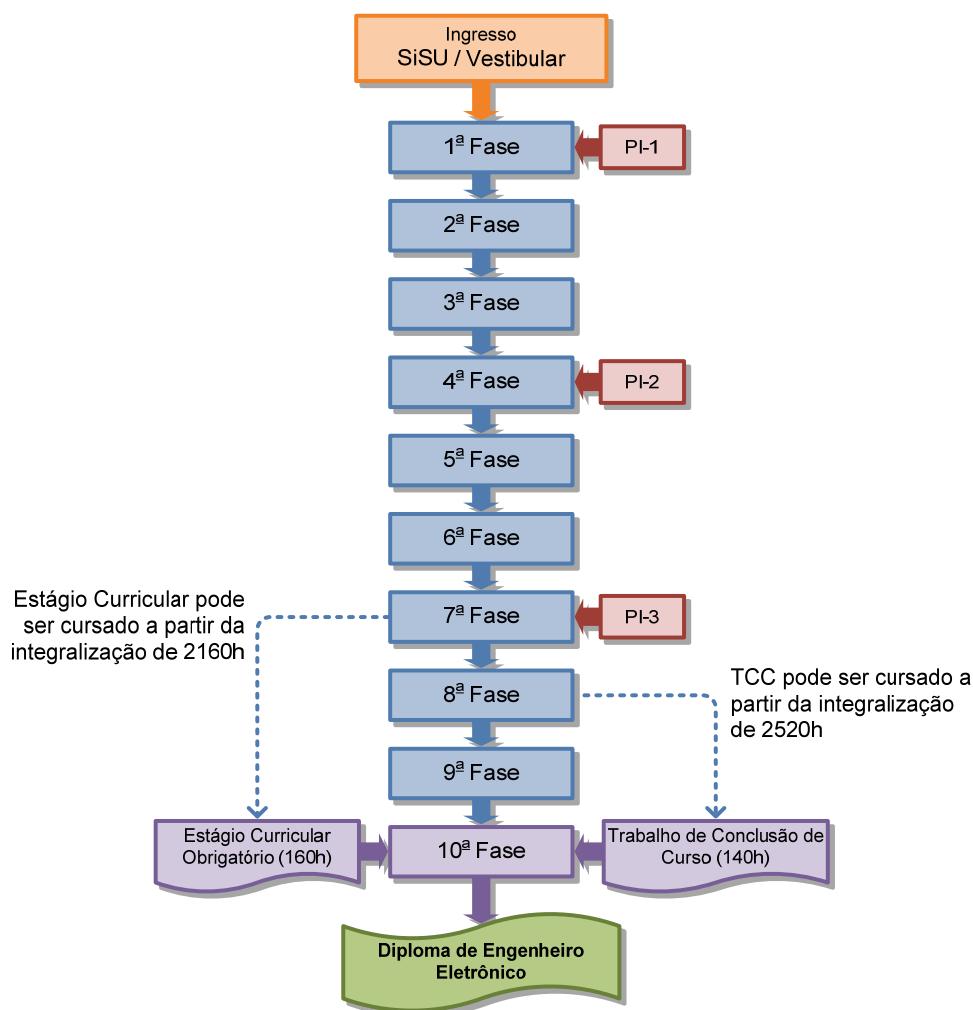 Ingresso
SiSU / Vestibular
1ª Fase
PI-1
2ª Fase
3ª Fase
4ª Fase
PI-2
5ª Fase
6ª Fase
Estágio Curricular pode
ser cursado a partir da
integralização de 2160h
7ª Fase
PI-3
8ª Fase
TCC pode ser cursado a
partir da integralização
de 2520h
9ª Fase
Estágio Curricular
Obrigatório (160h)
10ª Fase
Trabalho de Conclusão de
Curso (140h)
Diploma de Engenheiro
Eletrônico